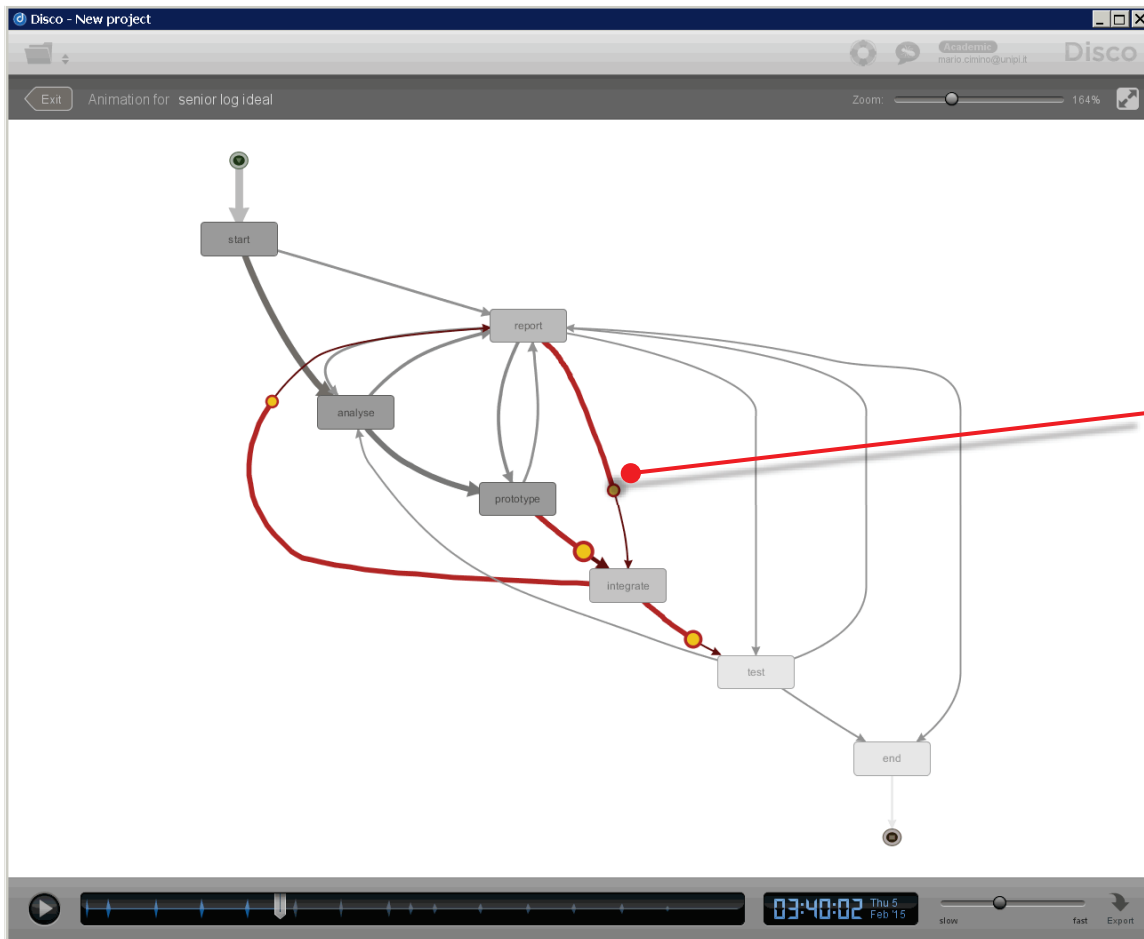 Disco - New project
Academic
mario.cimino@unipi.it
Disco
Exit
Animation for senior log ideal
Zoom:
164%
start
report
analyse
prototype
integrate
test
end
03:40:02
Thu 5
Feb '15
slow
fast
Export